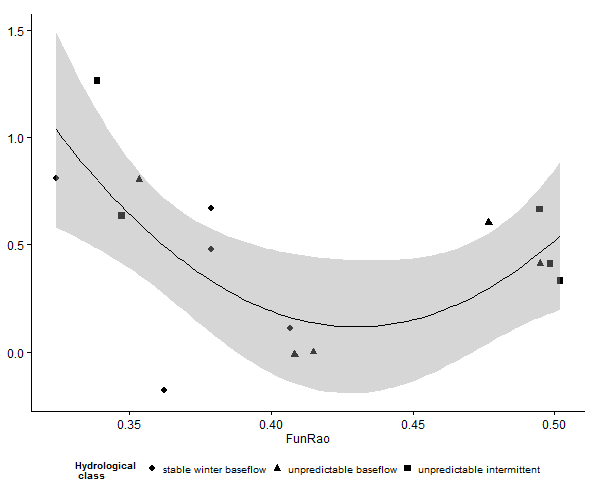 1.5
1.0
0.5
0.0
0.35 0.40 0.45 0.50
FunRao
Hydrological
class
stable winter baseflow unpredictable baseflow unpredictable intermittent